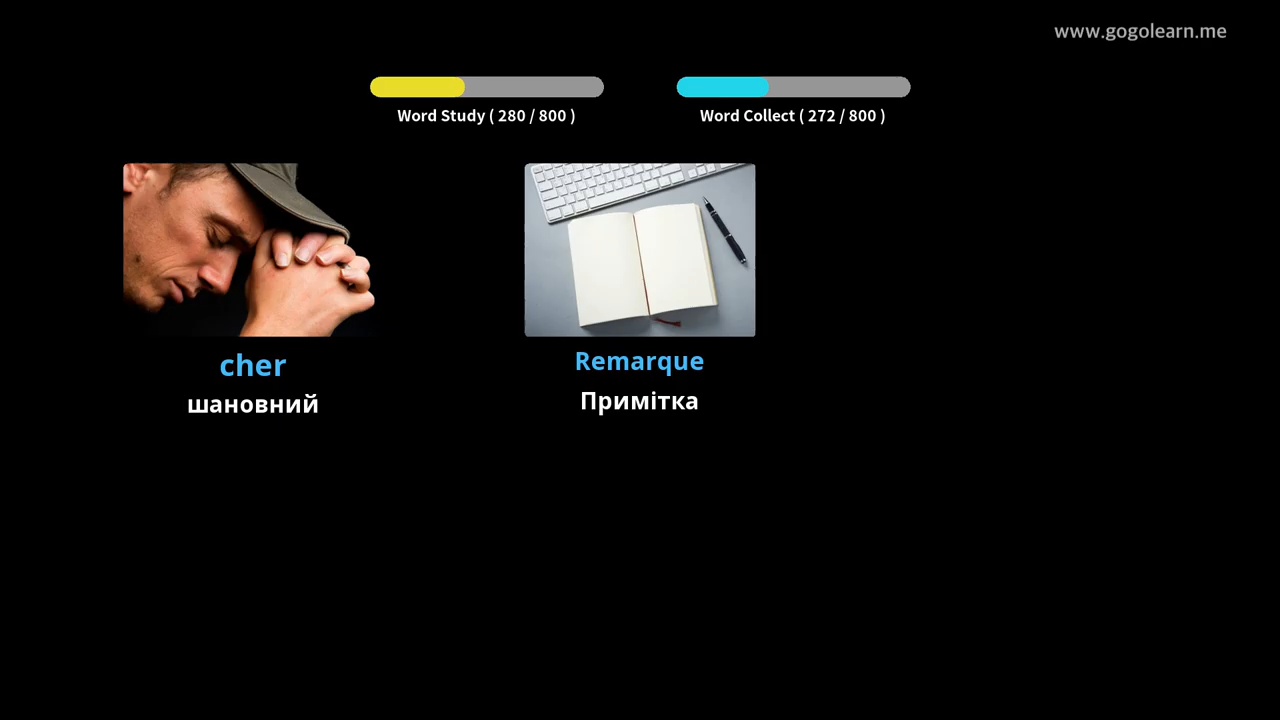 www.gogolearn.me
Word Study ( 280 / 800 )
Word Collect ( 272 / 800 )
cher
шановний
Remarque
Примітка